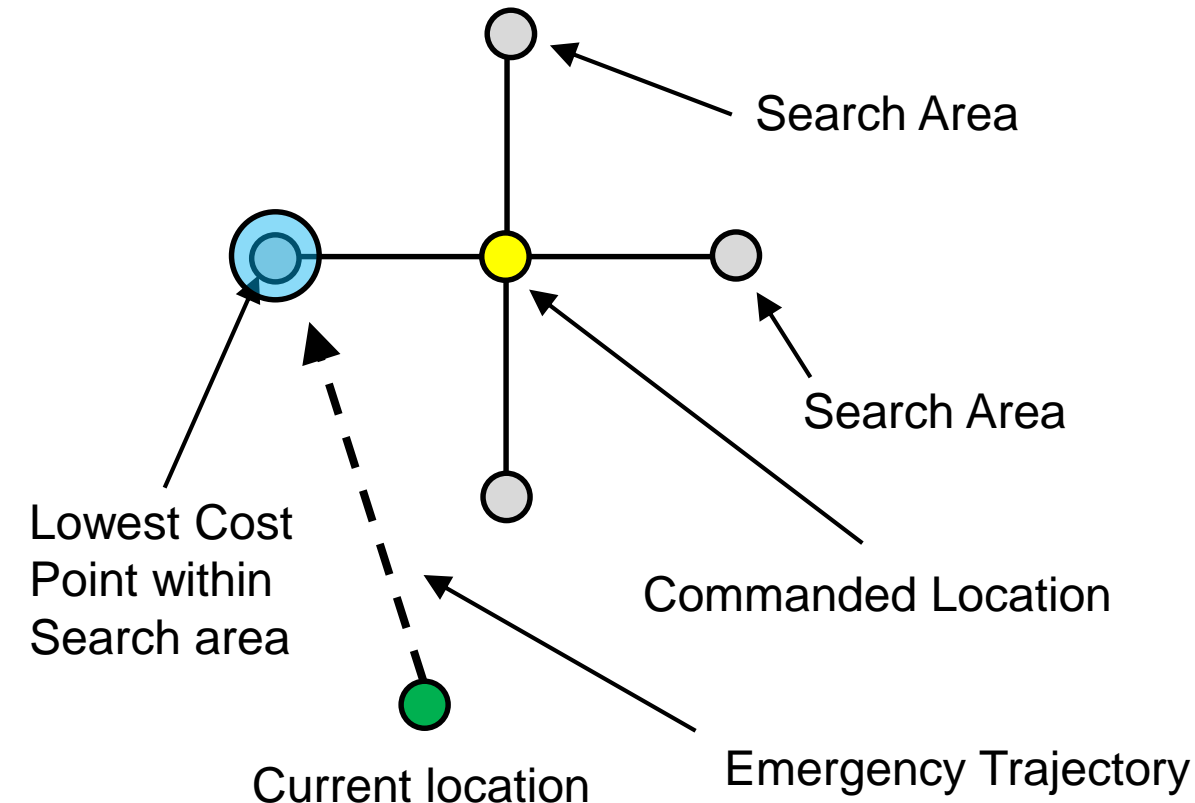 Search Area
Search Area
Lowest Cost
Point within
Search area
Commanded Location
Current location
Emergency Trajectory